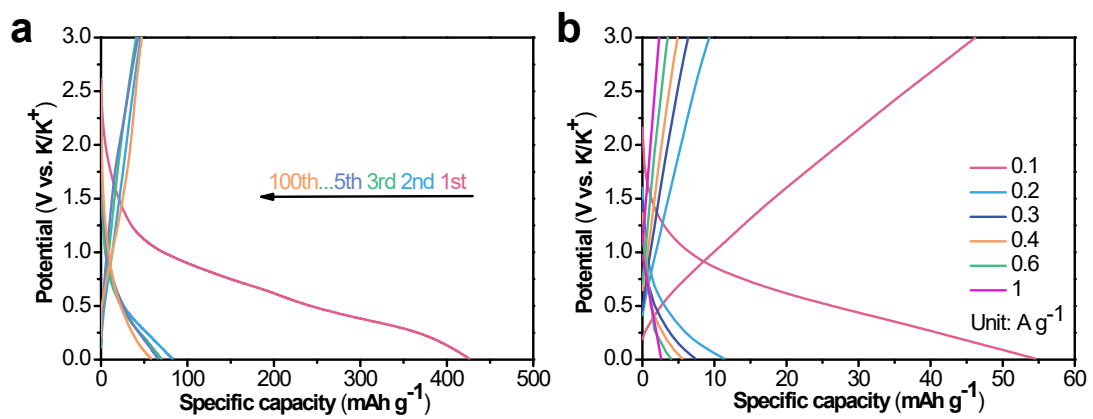 a
3.0
2.5
2.0
1.5
1.0
0.5
0.0
Potential (V vs. K/K⁺)
100th...5th 3rd 2nd 1st
0 100 200 300 400 500
Specific capacity (mAh g⁻¹)
b
3.0
2.5
2.0
1.5
1.0
0.5
0.0
Potential (V vs. K/K⁺)
0.1
0.2
0.3
0.4
0.6
1
Unit: A g⁻¹
0 10 20 30 40 50 60
Specific capacity (mAh g⁻¹)